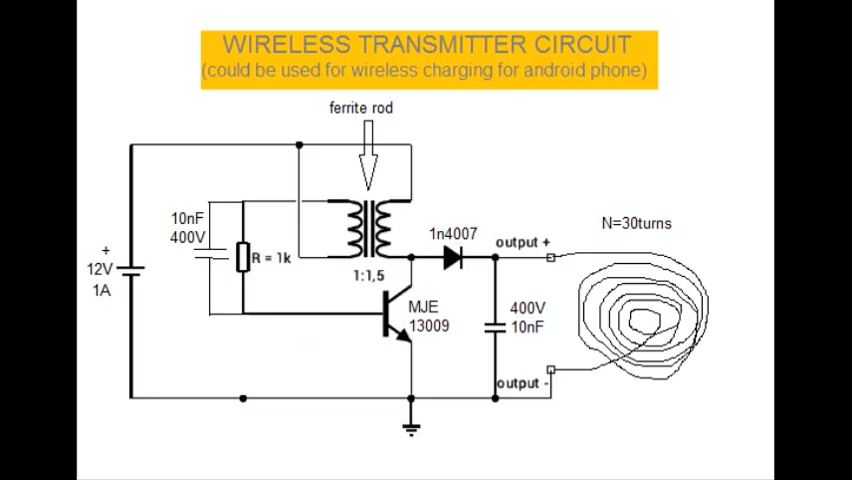 WIRELESS TRANSMITTER CIRCUIT
(could be used for wireless charging for android phone)
ferrite rod
10nF
400V
R = 1k
1:1,5
1n4007
output +
N=30turns
+
12V
1A
MJE
13009
400V
10nF
output -